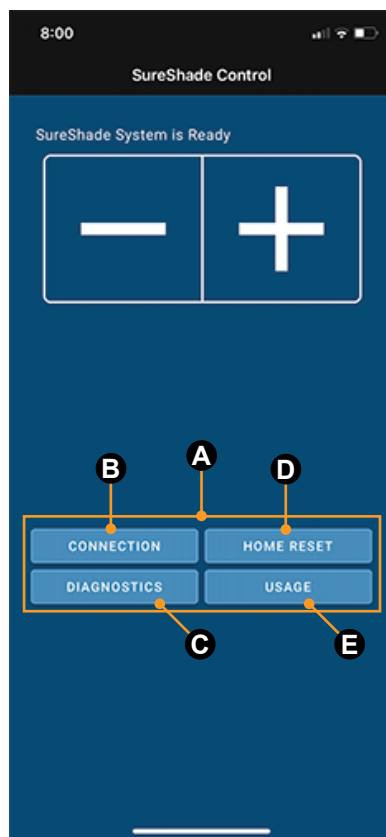 8:00
SureShade Control
SureShade System is Ready
B A D
CONNECTION HOME RESET
DIAGNOSTICS USAGE
C E